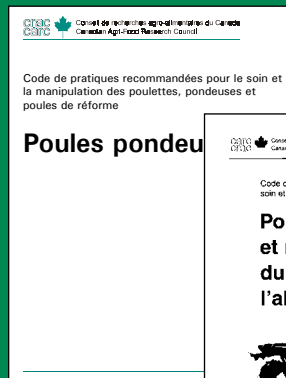 crac
carc
Conseil de recherches agro-alimentaires du Canada
Canadian Agri-Food Research Council
Code de pratiques recommandées pour le soin et
la manipulation des poulettes, pondeuses et
poules de réforme
Poules pondeu
carc
crac
Conse
Canad
Code d
soin et
Po
et
du
l'a